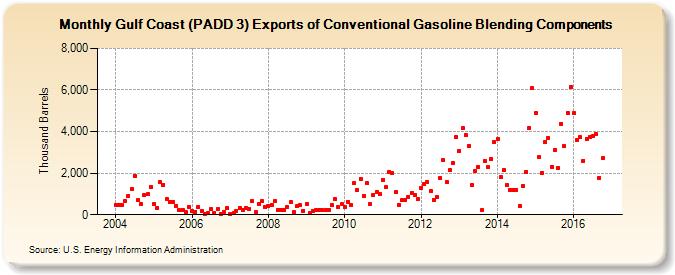 Monthly Gulf Coast (PADD 3) Exports of Conventional Gasoline Blending Components
Thousand Barrels
8,000
6,000
4,000
2,000
0
2004 2006 2008 2010 2012 2014 2016
Source: U.S. Energy Information Administration